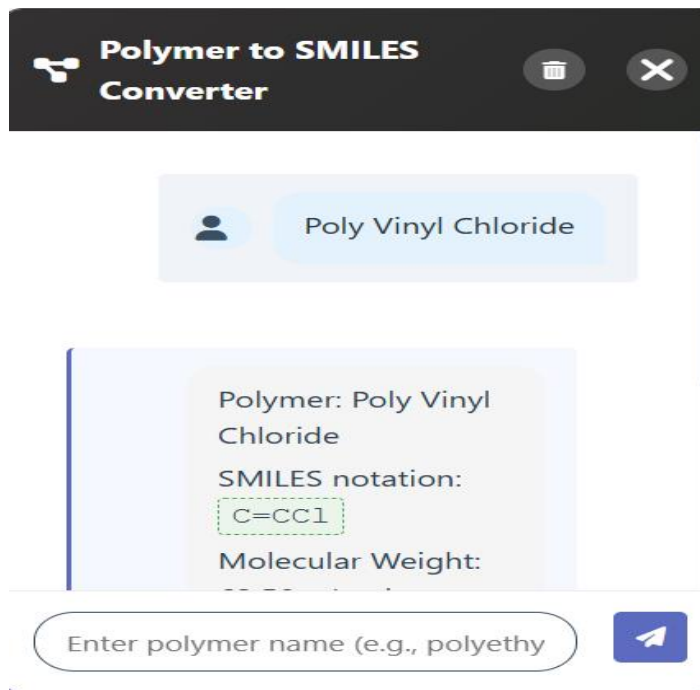 Polymer to SMILES
Converter
Poly Vinyl Chloride
Polymer: Poly Vinyl
Chloride
SMILES notation:
C=CCl
Molecular Weight:
Enter polymer name (e.g., polyethy